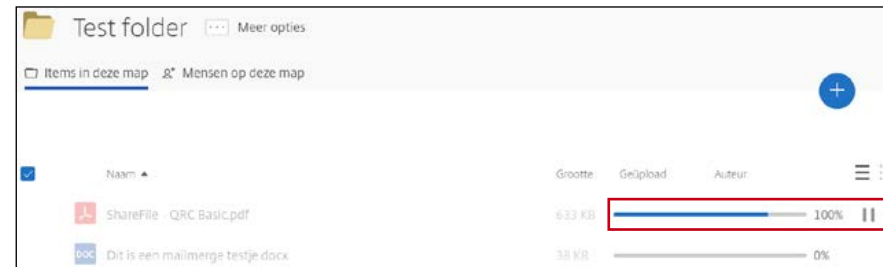 Test folder ··· Meer opties
Items in deze map Mensen op deze map
+
Naam ▲ Grootte Geüpload Auteur
ShareFile - QRC Basic.pdf 633 KB 100%
DOC Dit is een mailmerge testje.docx 38 KB 0%